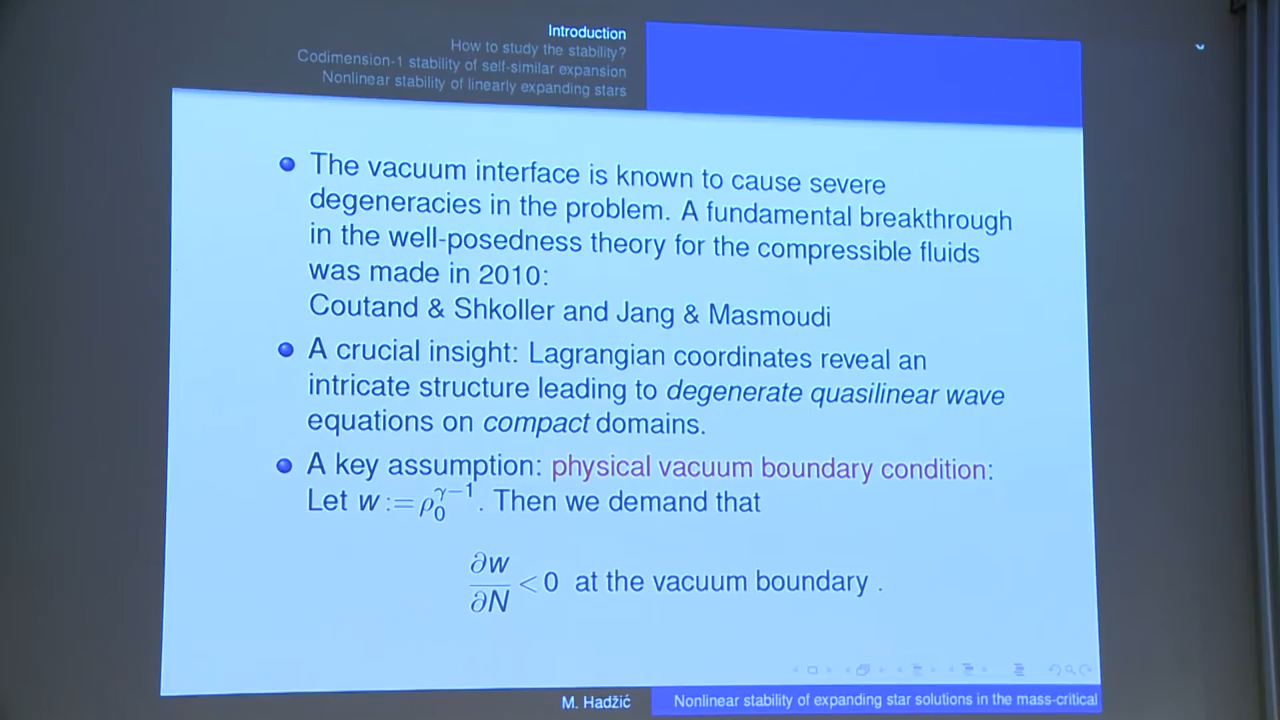 Introduction
How to study the stability?
Codimension-1 stability of self-similar expansion
Nonlinear stability of linearly expanding stars
The vacuum interface is known to cause severe
degeneracies in the problem. A fundamental breakthrough
in the well-posedness theory for the compressible fluids
was made in 2010:
Coutand & Shkoller and Jang & Masmoudi
A crucial insight: Lagrangian coordinates reveal an
intricate structure leading to degenerate quasilinear wave
equations on compact domains.
A key assumption: physical vacuum boundary condition:
Let w := ρ₀^{γ−1}. Then we demand that
∂w/∂N < 0 at the vacuum boundary .
M. Hadžić
Nonlinear stability of expanding star solutions in the mass-critical